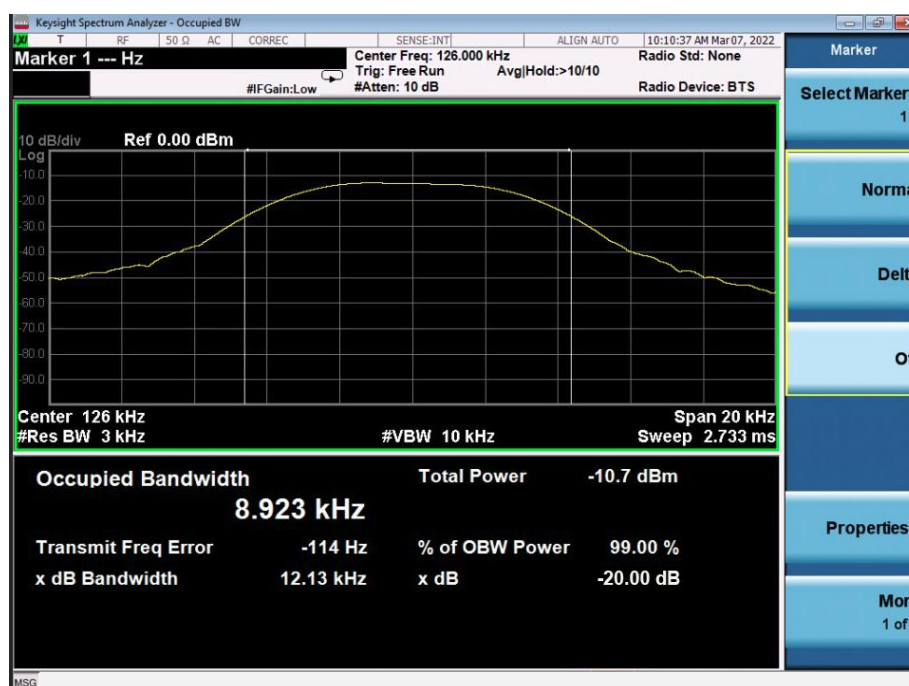 Keysight Spectrum Analyzer - Occupied BW
LXI T RF 50 Ω AC CORREC SENSE:INT ALIGN AUTO 10:10:37 AM Mar 07, 2022
Marker 1 --- Hz
Center Freq: 126.000 kHz
Radio Std: None
Trig: Free Run Avg|Hold:>10/10
#IFGain:Low #Atten: 10 dB Radio Device: BTS
10 dB/div Ref 0.00 dBm
Log
-10.0
-20.0
-30.0
-40.0
-50.0
-60.0
-70.0
-80.0
-90.0
Center 126 kHz Span 20 kHz
#Res BW 3 kHz #VBW 10 kHz Sweep 2.733 ms
Occupied Bandwidth Total Power -10.7 dBm
8.923 kHz
Transmit Freq Error -114 Hz % of OBW Power 99.00 %
x dB Bandwidth 12.13 kHz x dB -20.00 dB
MSG
Marker
Select Marker
1
Norma
Delt
O
Properties
Mor
1 of